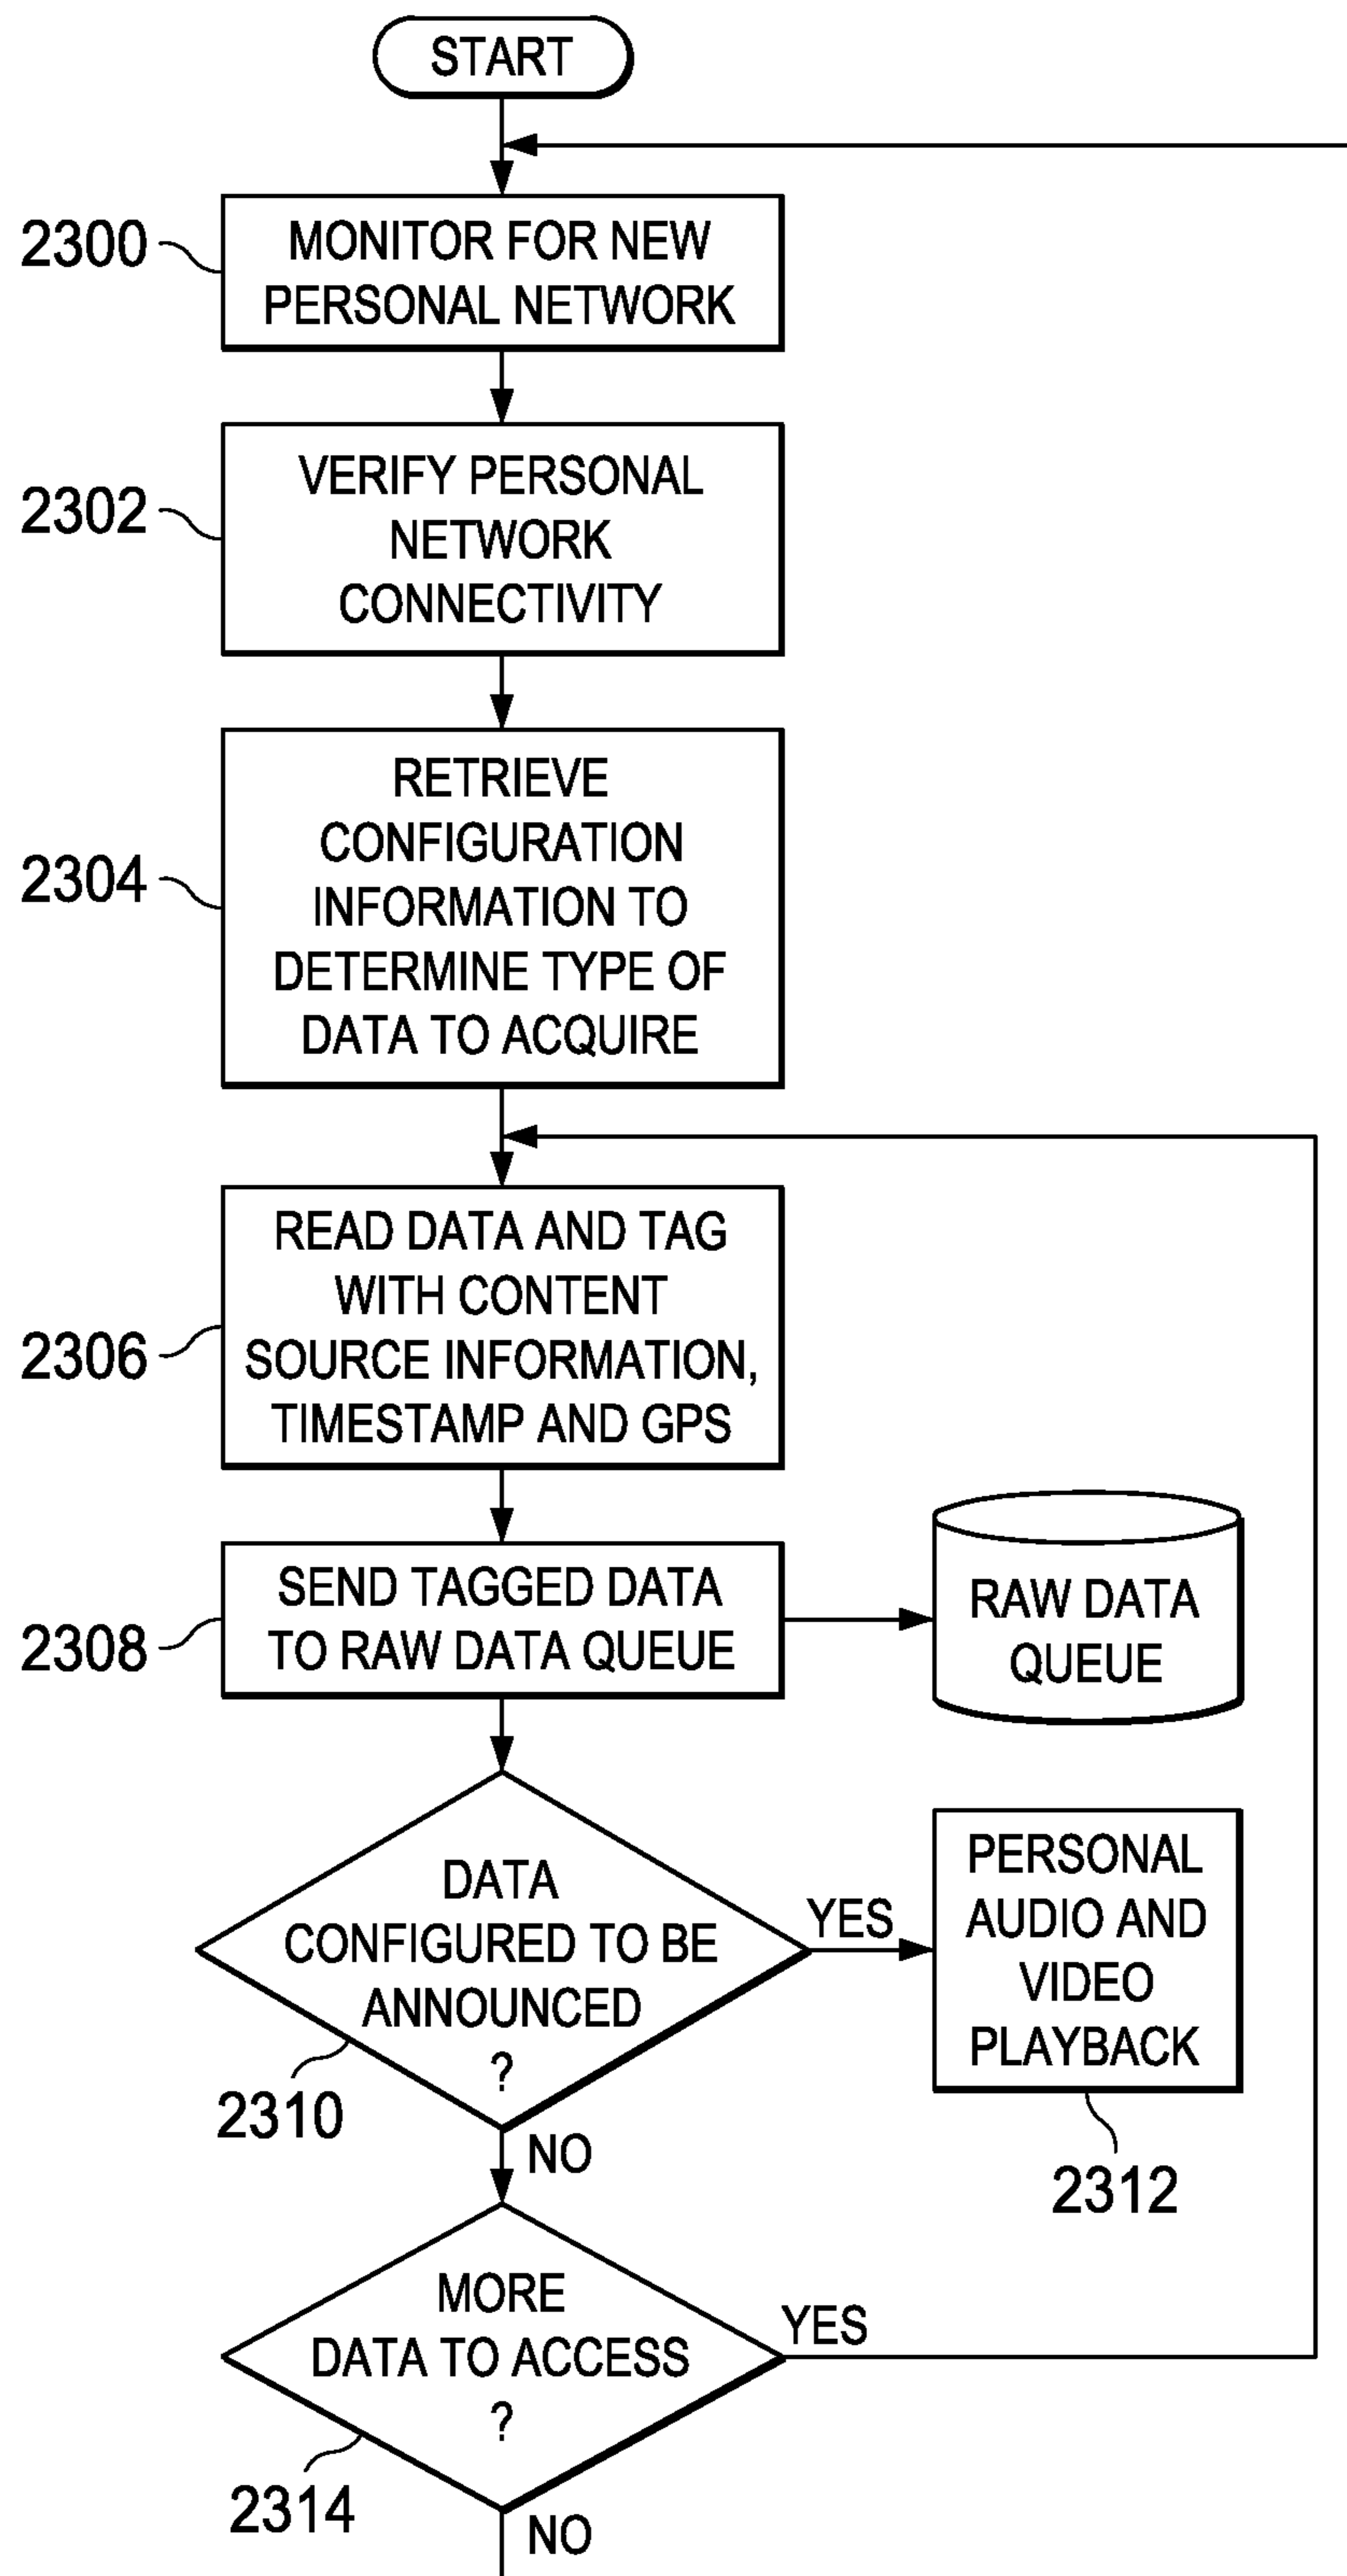 START
2300
MONITOR FOR NEW
PERSONAL NETWORK
2302
VERIFY PERSONAL
NETWORK
CONNECTIVITY
2304
RETRIEVE
CONFIGURATION
INFORMATION TO
DETERMINE TYPE OF
DATA TO ACQUIRE
2306
READ DATA AND TAG
WITH CONTENT
SOURCE INFORMATION,
TIMESTAMP AND GPS
2308
SEND TAGGED DATA
TO RAW DATA QUEUE
RAW DATA
QUEUE
DATA
CONFIGURED TO BE
ANNOUNCED
?
2310
YES
NO
PERSONAL
AUDIO AND
VIDEO
PLAYBACK
2312
MORE
DATA TO ACCESS
?
2314
YES
NO